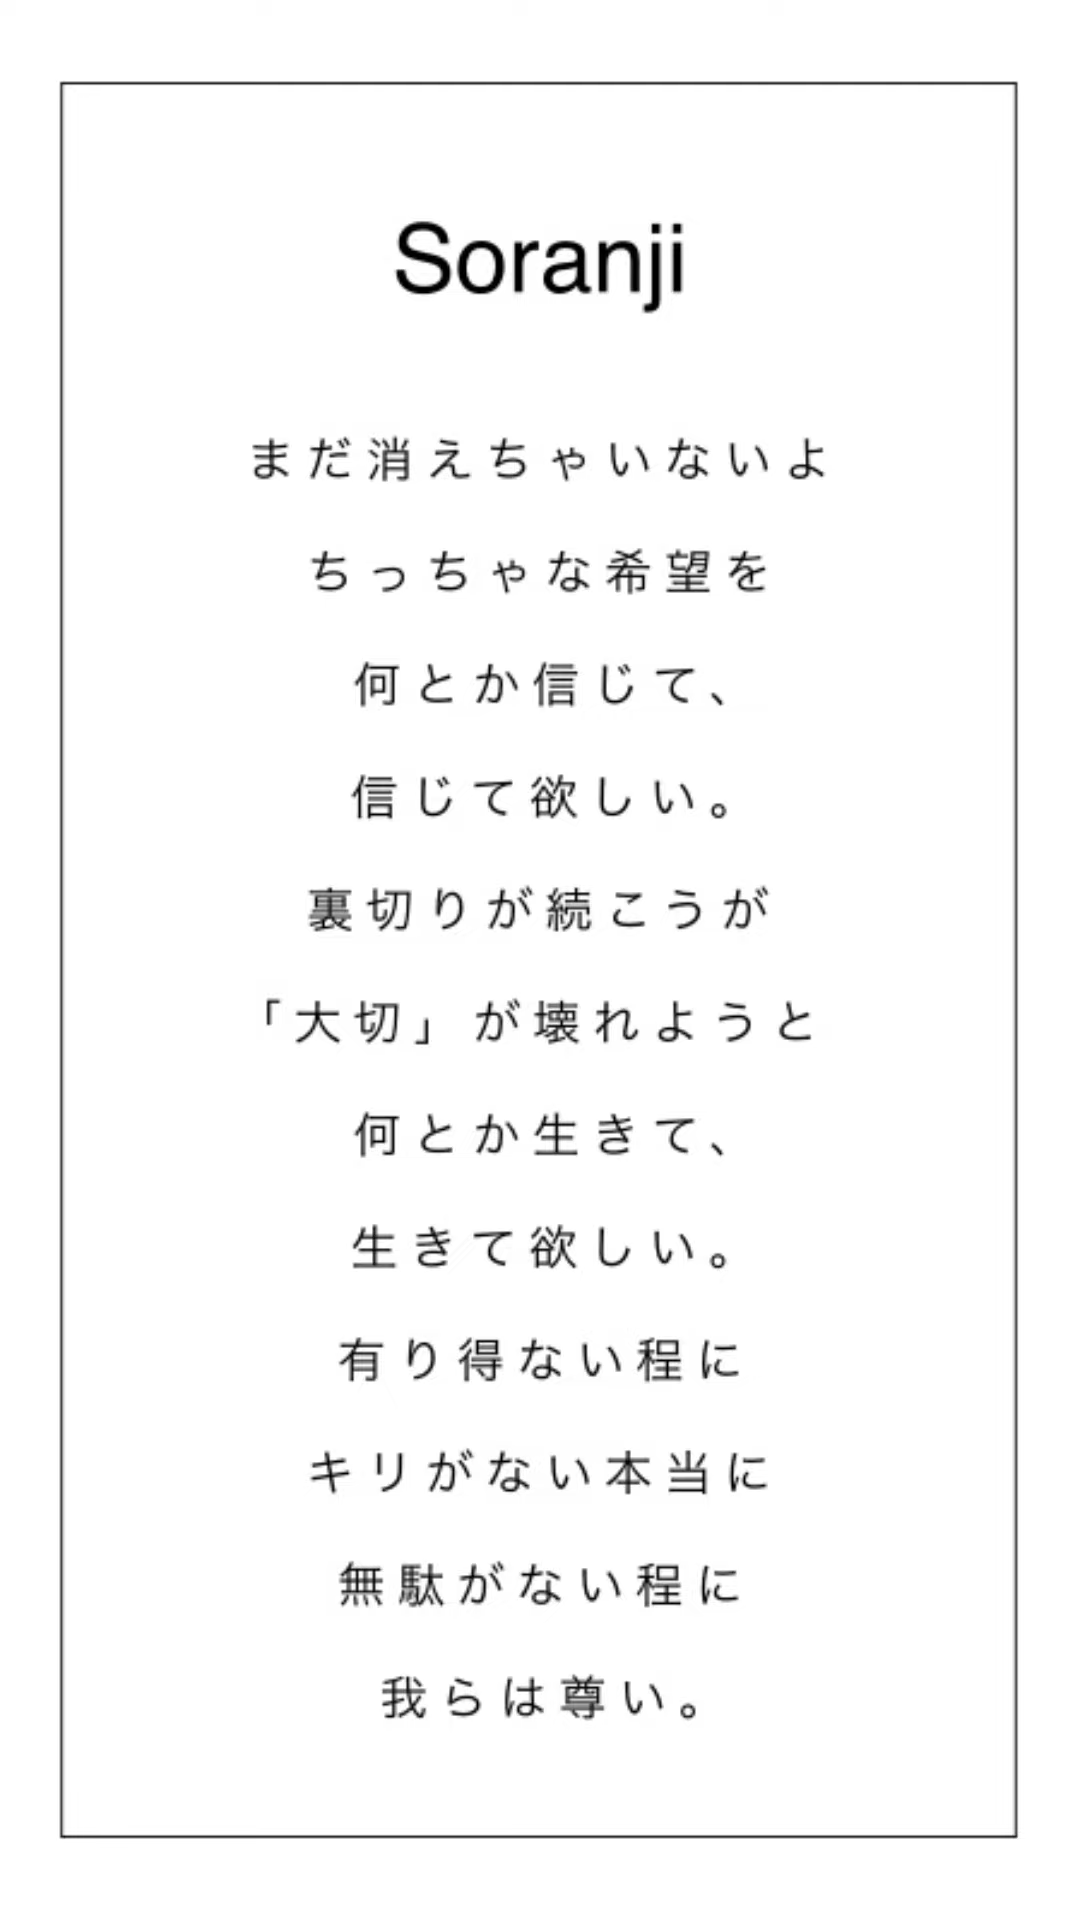 Soranji
まだ消えちゃいないよ
ちっちゃな希望を
何とか信じて、
信じて欲しい。
裏切りが続こうが
「大切」が壊れようと
何とか生きて、
生きて欲しい。
有り得ない程に
キリがない本当に
無駄がない程に
我らは尊い。